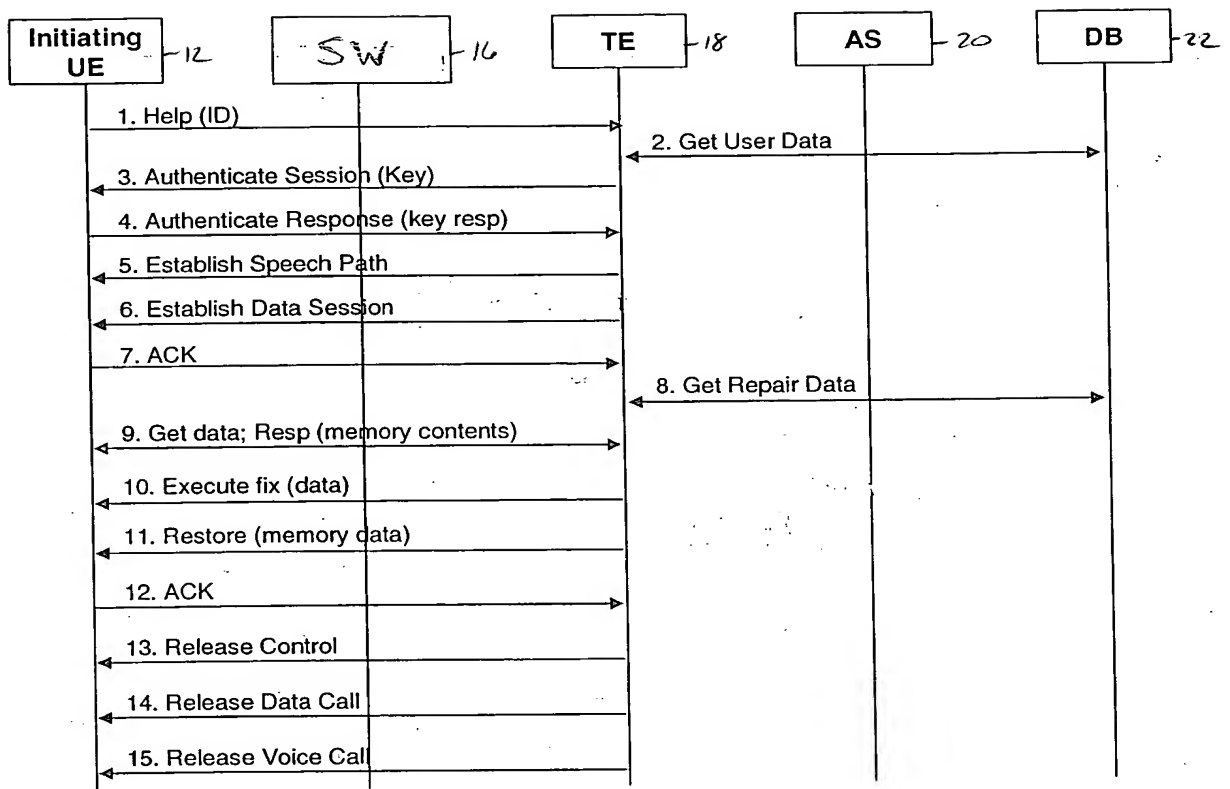 Initiating UE
12
SW
16
TE
18
AS
20
DB
22
1. Help (ID)
2. Get User Data
3. Authenticate Session (Key)
4. Authenticate Response (key resp)
5. Establish Speech Path
6. Establish Data Session
7. ACK
8. Get Repair Data
9. Get data; Resp (memory contents)
10. Execute fix (data)
11. Restore (memory data)
12. ACK
13. Release Control
14. Release Data Call
15. Release Voice Call